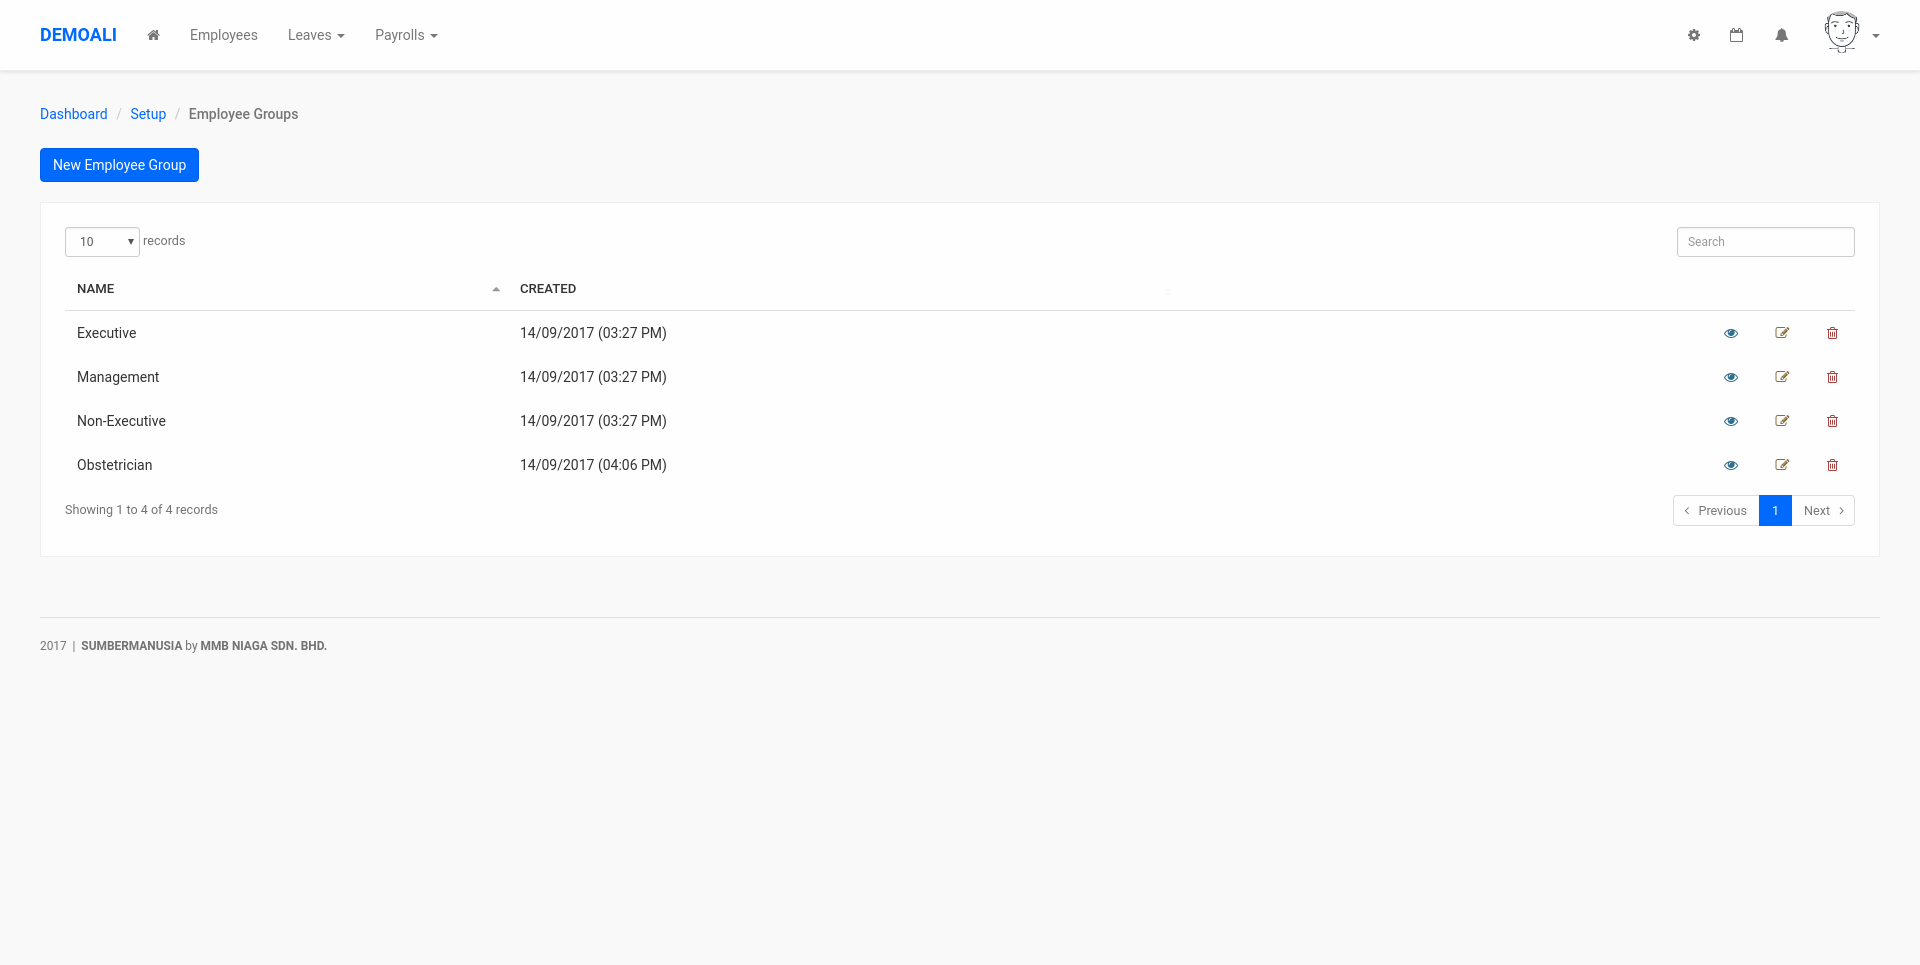 DEMOALI Employees Leaves Payrolls
Dashboard / Setup / Employee Groups
New Employee Group
10 records Search
NAME CREATED
Executive 14/09/2017 (03:27 PM)
Management 14/09/2017 (03:27 PM)
Non-Executive 14/09/2017 (03:27 PM)
Obstetrician 14/09/2017 (04:06 PM)
Showing 1 to 4 of 4 records Previous 1 Next
2017 | SUMBERMANUSIA by MMB NIAGA SDN. BHD.